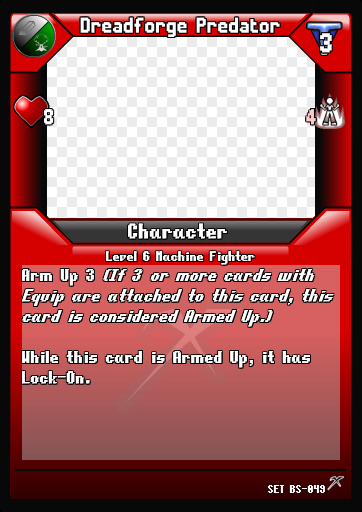 Dreadforge Predator
3
8
4
Character
Level 6 Machine Fighter
Arm Up 3 (If 3 or more cards with
Equip are attached to this card, this
card is considered Armed Up.)
While this card is Armed Up, it has
Lock-On.
SET BS-049